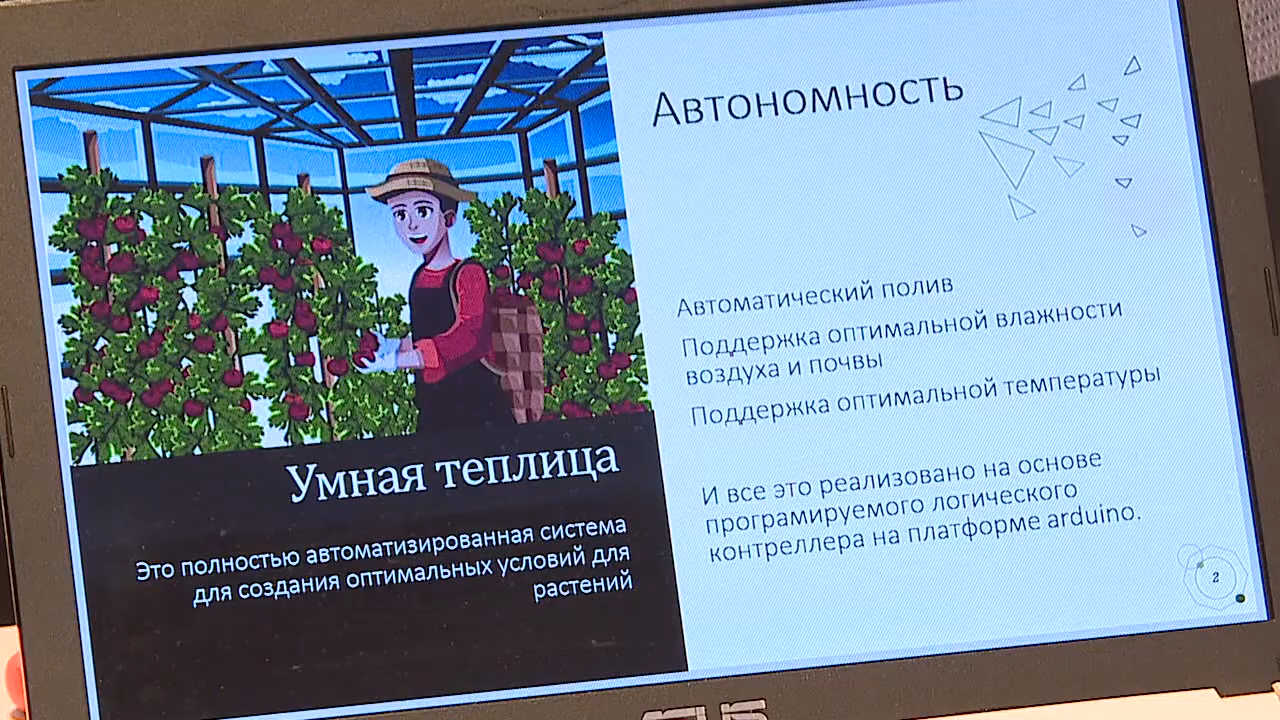 Умная теплица
Это полностью автоматизированная система
для создания оптимальных условий для
растений
Автономность
Автоматический полив
Поддержка оптимальной влажности
воздуха и почвы
Поддержка оптимальной температуры
И все это реализовано на основе
програмируемого логического
контреллера на платформе arduino.
2